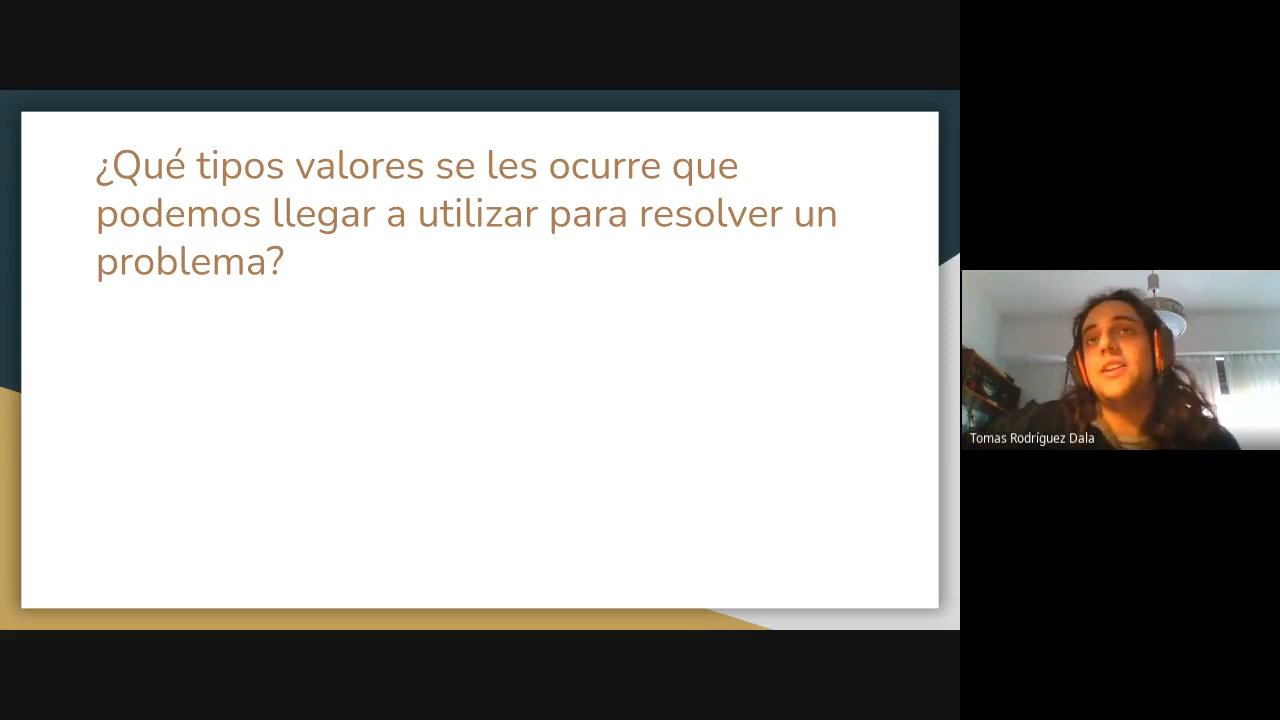 ¿Qué tipos valores se les ocurre que
podemos llegar a utilizar para resolver un
problema?
Tomas Rodríguez Dala